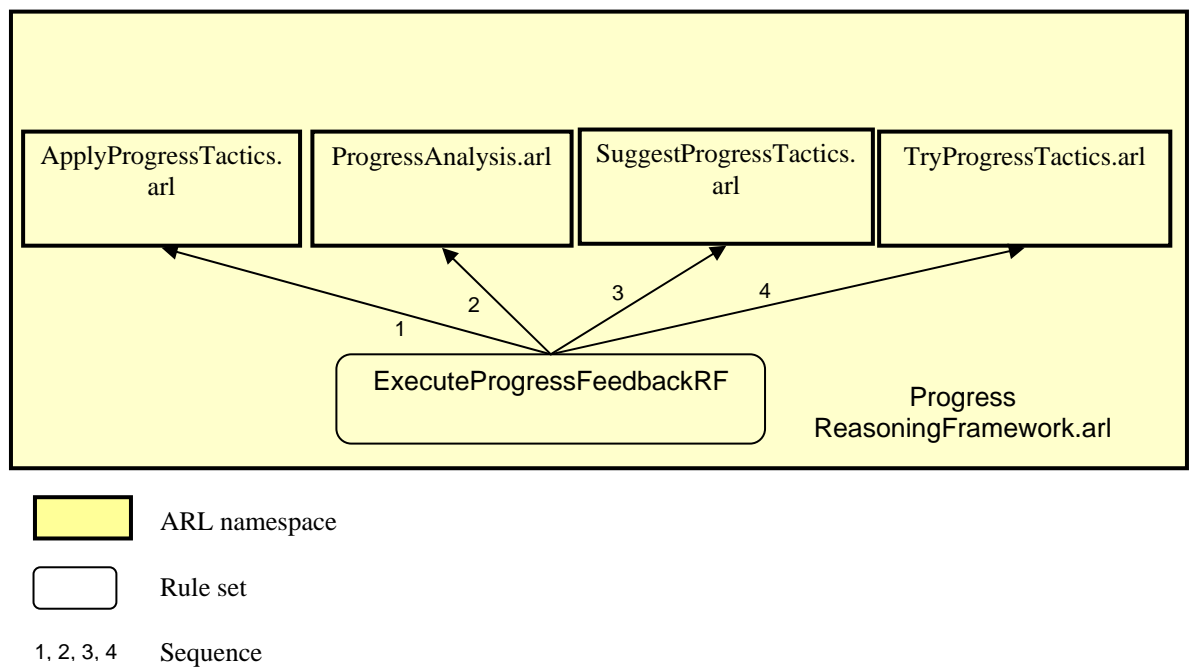 ApplyProgressTactics.
arl
ProgressAnalysis.arl
SuggestProgressTactics.
arl
TryProgressTactics.arl
1
2
3
4
ExecuteProgressFeedbackRF
Progress
ReasoningFramework.arl
ARL namespace
Rule set
1, 2, 3, 4 Sequence